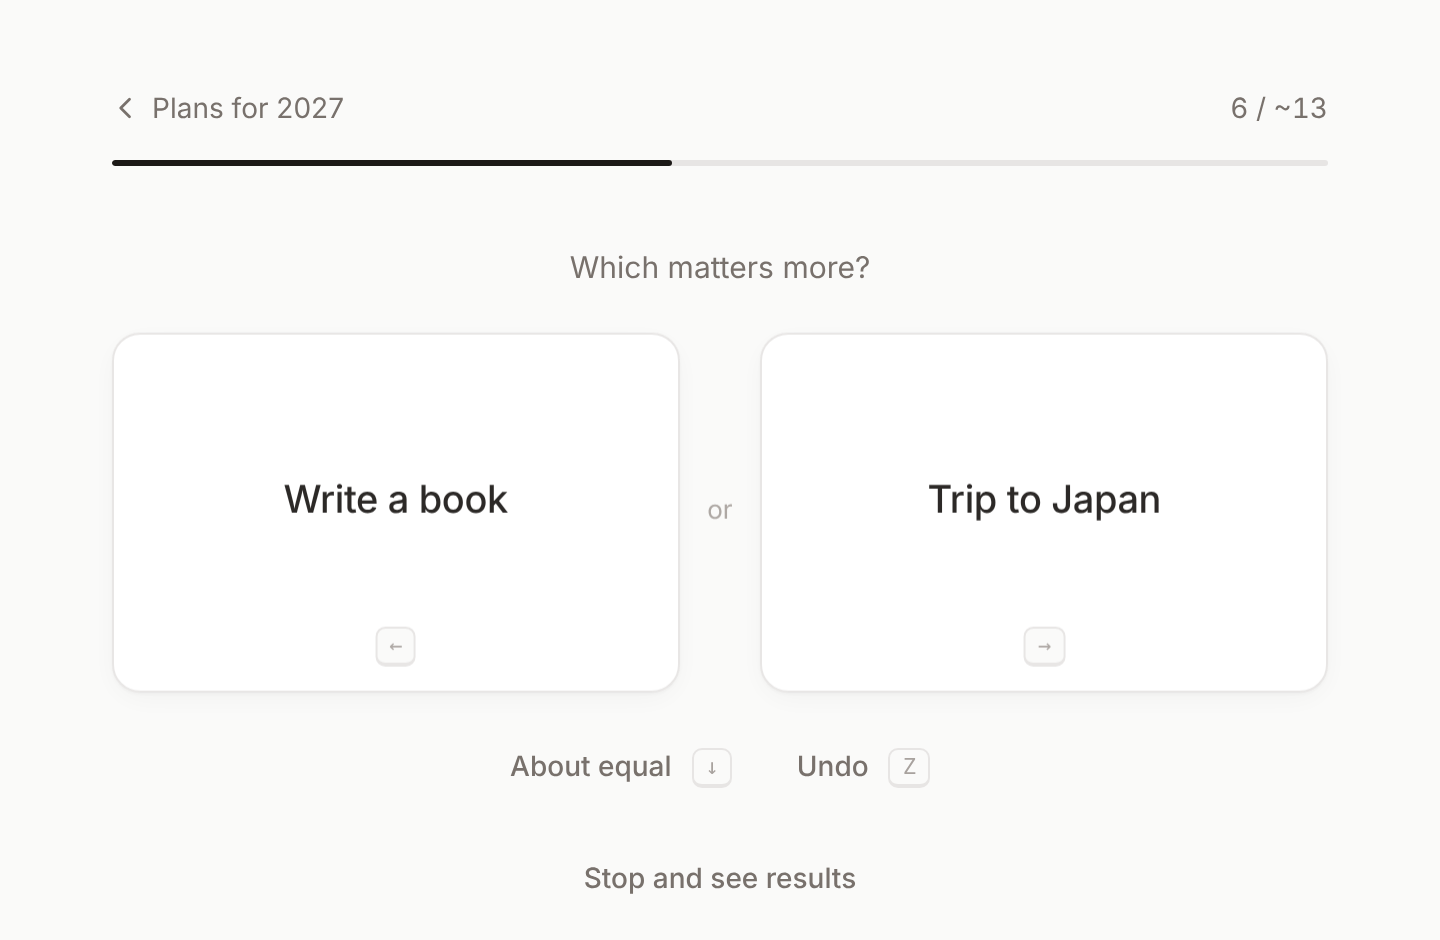 Plans for 2027
6 / ~13
Which matters more?
Write a book
←
or
Trip to Japan
→
About equal ↓
Undo Z
Stop and see results